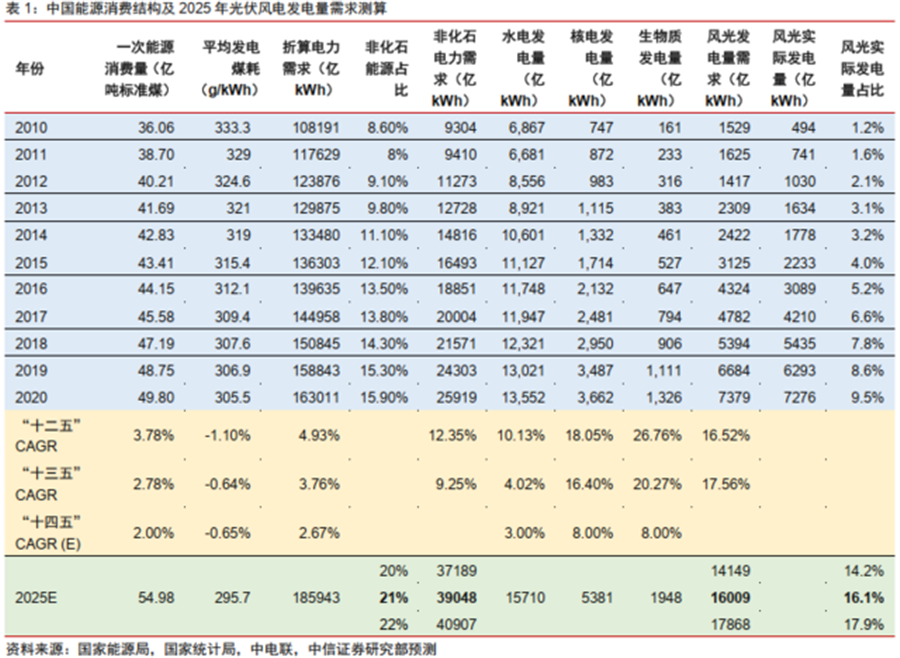 表 1：中国能源消费结构及 2025 年光伏风电发电量需求测算
年份 一次能源消费量（亿吨标准煤） 平均发电煤耗（g/kWh） 折算电力需求（亿 kWh） 非化石能源占比 非化石电力需求（亿 kWh） 水电发电量（亿 kWh） 核电发电量（亿 kWh） 生物质发电量（亿 kWh） 风光发电量需求（亿 kWh） 风光实际发电量（亿 kWh） 风光实际发电量占比
2010 36.06 333.3 108191 8.60% 9304 6,867 747 161 1529 494 1.2%
2011 38.70 329 117629 8% 9410 6,681 872 233 1625 741 1.6%
2012 40.21 324.6 123876 9.10% 11273 8,556 983 316 1417 1030 2.1%
2013 41.69 321 129875 9.80% 12728 8,921 1,115 383 2309 1634 3.1%
2014 42.83 319 133480 11.10% 14816 10,601 1,332 461 2422 1778 3.2%
2015 43.41 315.4 136303 12.10% 16493 11,127 1,714 527 3125 2233 4.0%
2016 44.15 312.1 139635 13.50% 18851 11,748 2,132 647 4324 3089 5.2%
2017 45.58 309.4 144958 13.80% 20004 11,947 2,481 794 4782 4210 6.6%
2018 47.19 307.6 150845 14.30% 21571 12,321 2,950 906 5394 5435 7.8%
2019 48.75 306.9 158843 15.30% 24303 13,021 3,487 1,111 6684 6293 8.6%
2020 49.80 305.5 163011 15.90% 25919 13,552 3,662 1,326 7379 7276 9.5%
“十二五” CAGR 3.78% -1.10% 4.93% 12.35% 10.13% 18.05% 26.76% 16.52%
“十三五” CAGR 2.78% -0.64% 3.76% 9.25% 4.02% 16.40% 20.27% 17.56%
“十四五” CAGR (E) 2.00% -0.65% 2.67% 3.00% 8.00% 8.00%
20% 37189 14149 14.2%
2025E 54.98 295.7 185943 21% 39048 15710 5381 1948 16009 16.1%
22% 40907 17868 17.9%
资料来源：国家能源局，国家统计局，中电联，中信证券研究部预测